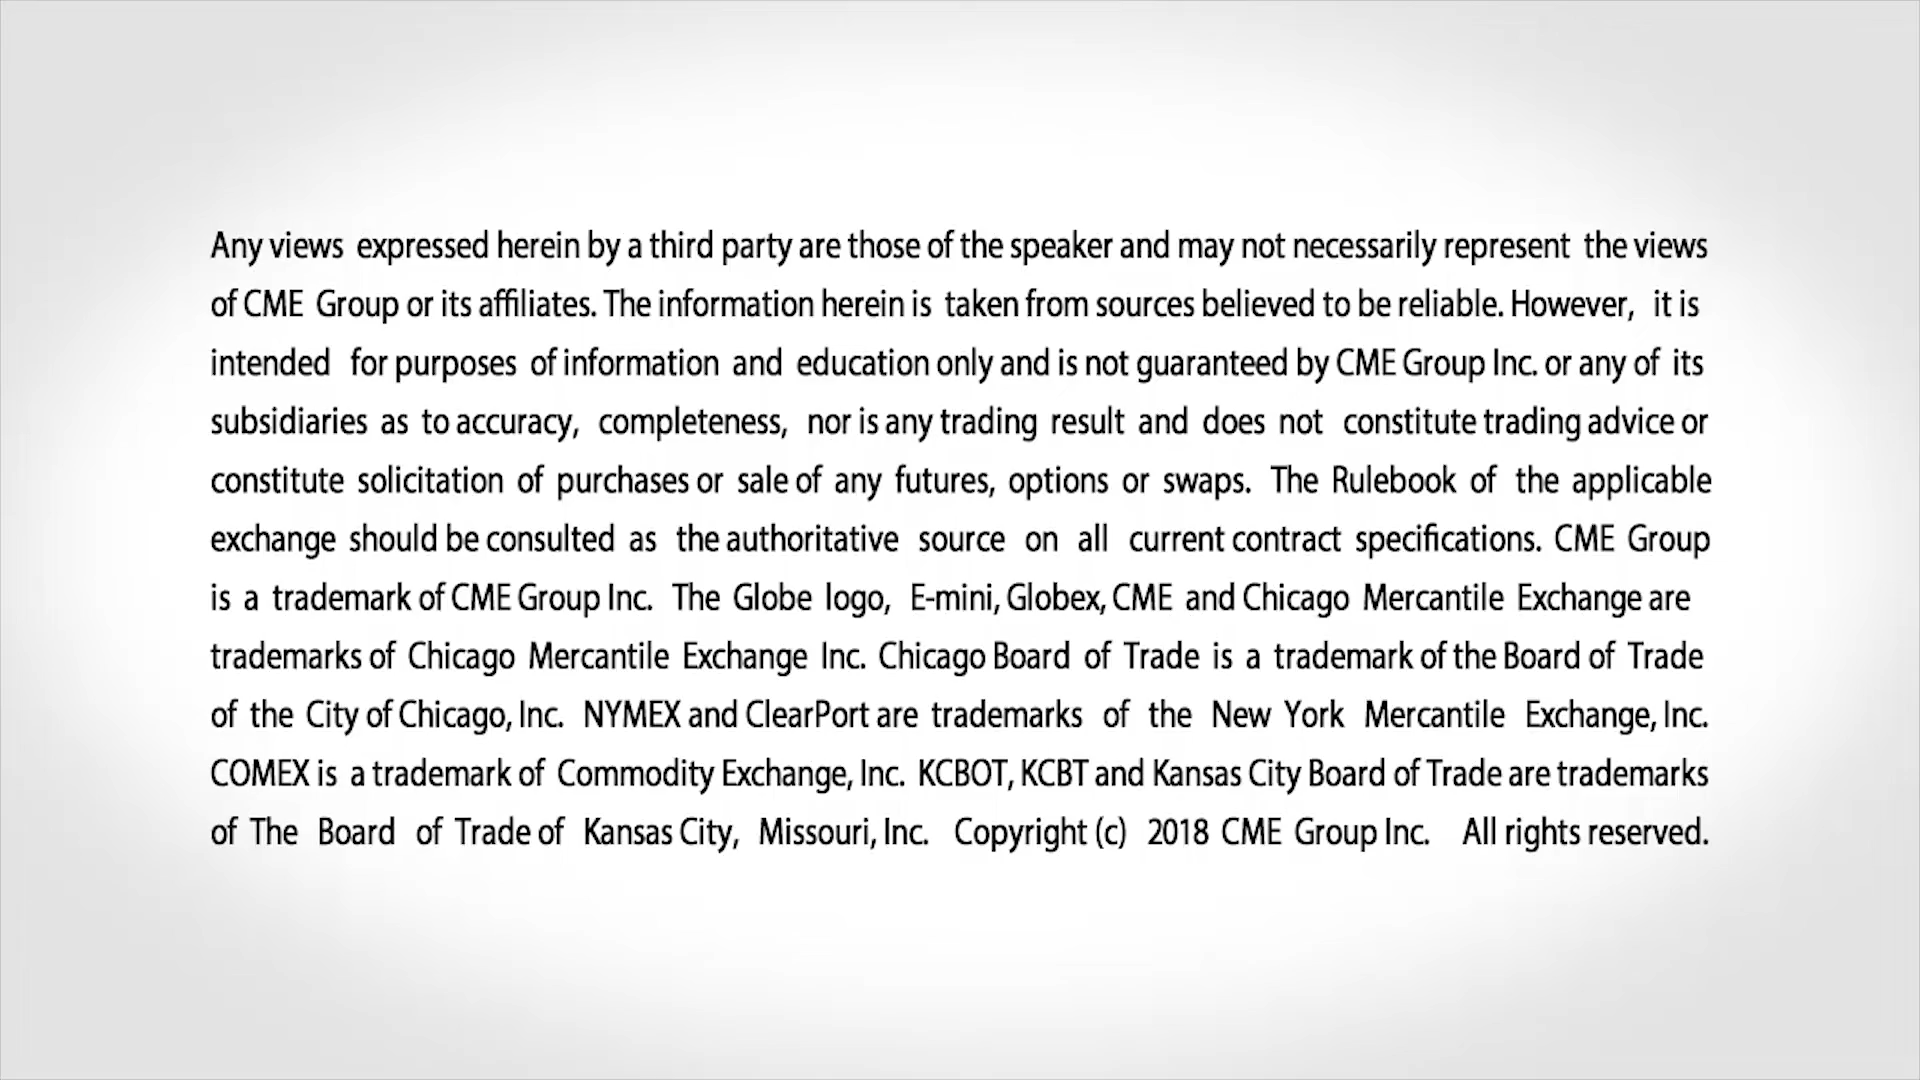 Any views expressed herein by a third party are those of the speaker and may not necessarily represent the views
of CME Group or its affiliates. The information herein is taken from sources believed to be reliable. However, it is
intended for purposes of information and education only and is not guaranteed by CME Group Inc. or any of its
subsidiaries as to accuracy, completeness, nor is any trading result and does not constitute trading advice or
constitute solicitation of purchases or sale of any futures, options or swaps. The Rulebook of the applicable
exchange should be consulted as the authoritative source on all current contract specifications. CME Group
is a trademark of CME Group Inc. The Globe logo, E-mini, Globex, CME and Chicago Mercantile Exchange are
trademarks of Chicago Mercantile Exchange Inc. Chicago Board of Trade is a trademark of the Board of Trade
of the City of Chicago, Inc. NYMEX and ClearPort are trademarks of the New York Mercantile Exchange, Inc.
COMEX is a trademark of Commodity Exchange, Inc. KCBOT, KCBT and Kansas City Board of Trade are trademarks
of The Board of Trade of Kansas City, Missouri, Inc. Copyright (c) 2018 CME Group Inc. All rights reserved.